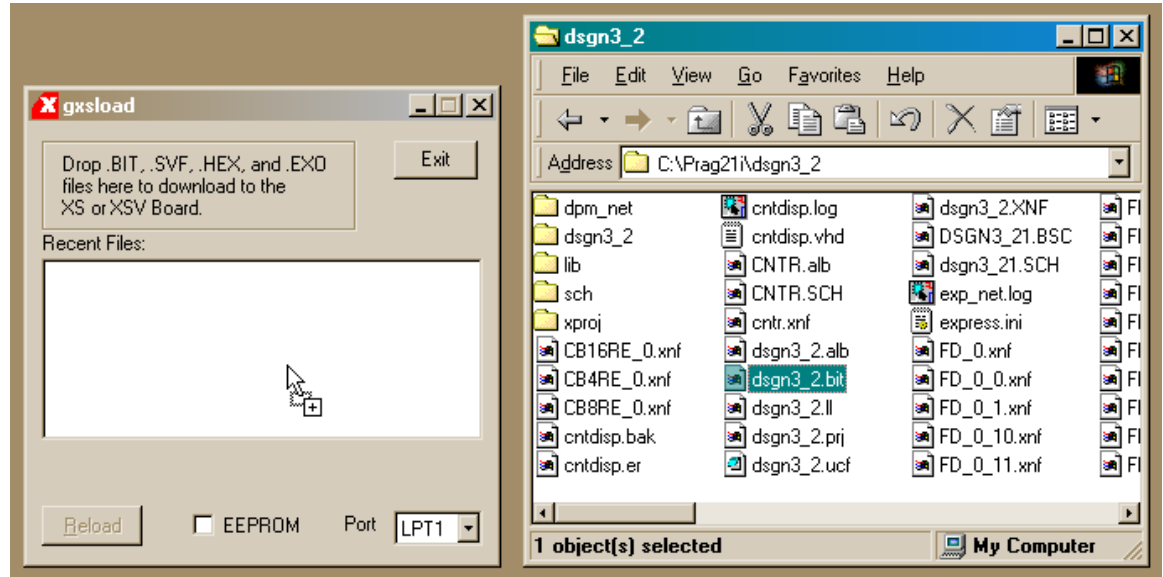 gxsload
Drop .BIT, .SVF, .HEX, and .EXO
files here to download to the
XS or XSV Board.
Exit
Recent Files:
Reload
EEPROM
Port
LPT1
dsgn3_2
File Edit View Go Favorites Help
Address C:\Prag21i\dsgn3_2
dpm_net cntdisp.log dsgn3_2.XNF
dsgn3_2 cntdisp.vhd DSGN3_21.BSC
lib CNTR.alb dsgn3_21.SCH
sch CNTR.SCH exp_net.log
xproj cntr.xnf express.ini
CB16RE_0.xnf dsgn3_2.alb FD_0.xnf
CB4RE_0.xnf dsgn3_2.bit FD_0_0.xnf
CB8RE_0.xnf dsgn3_2.ll FD_0_1.xnf
cntdisp.bak dsgn3_2.prj FD_0_10.xnf
cntdisp.er dsgn3_2.ucf FD_0_11.xnf
1 object(s) selected My Computer